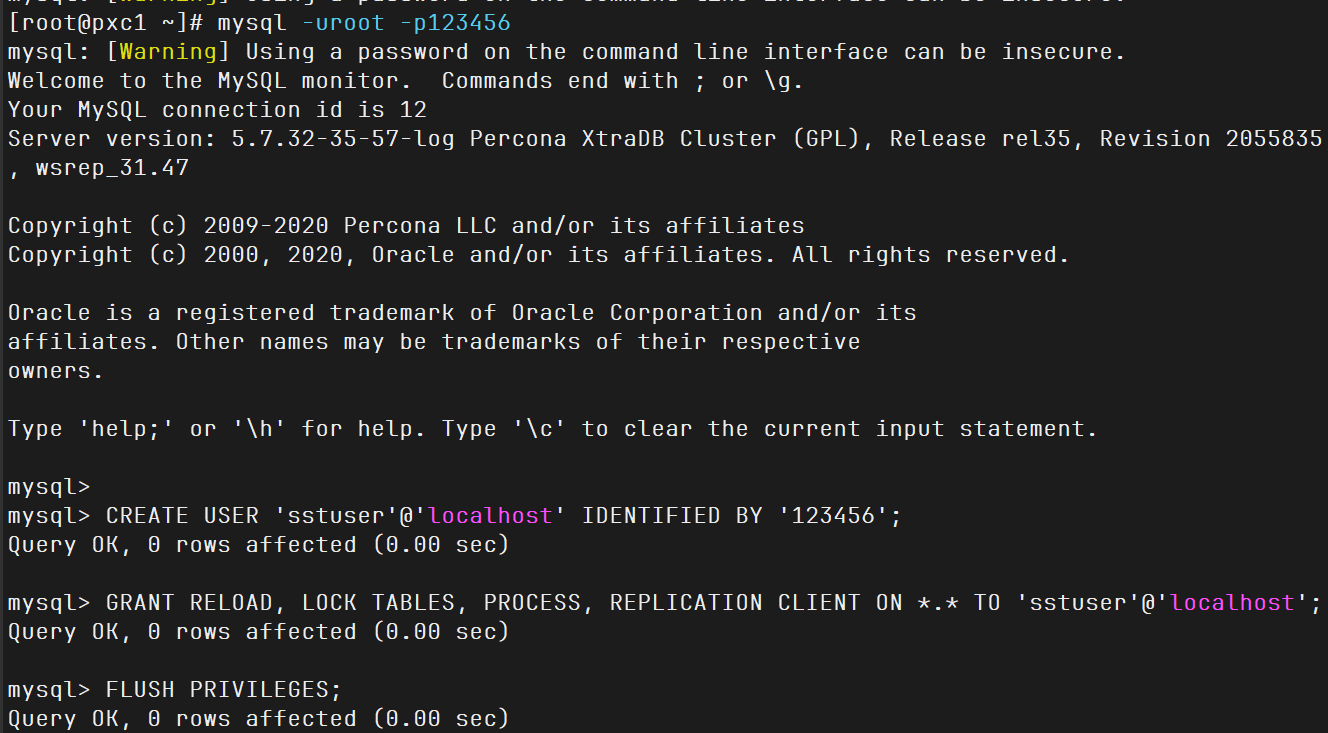 [root@pxc1 ~]# mysql -uroot -p123456
mysql: [Warning] Using a password on the command line interface can be insecure.
Welcome to the MySQL monitor.  Commands end with ; or \g.
Your MySQL connection id is 12
Server version: 5.7.32-35-57-log Percona XtraDB Cluster (GPL), Release rel35, Revision 2055835
, wsrep_31.47
Copyright (c) 2009-2020 Percona LLC and/or its affiliates
Copyright (c) 2000, 2020, Oracle and/or its affiliates. All rights reserved.
Oracle is a registered trademark of Oracle Corporation and/or its
affiliates. Other names may be trademarks of their respective
owners.
Type 'help;' or '\h' for help. Type '\c' to clear the current input statement.
mysql>
mysql> CREATE USER 'sstuser'@'localhost' IDENTIFIED BY '123456';
Query OK, 0 rows affected (0.00 sec)
mysql> GRANT RELOAD, LOCK TABLES, PROCESS, REPLICATION CLIENT ON *.* TO 'sstuser'@'localhost';
Query OK, 0 rows affected (0.00 sec)
mysql> FLUSH PRIVILEGES;
Query OK, 0 rows affected (0.00 sec)